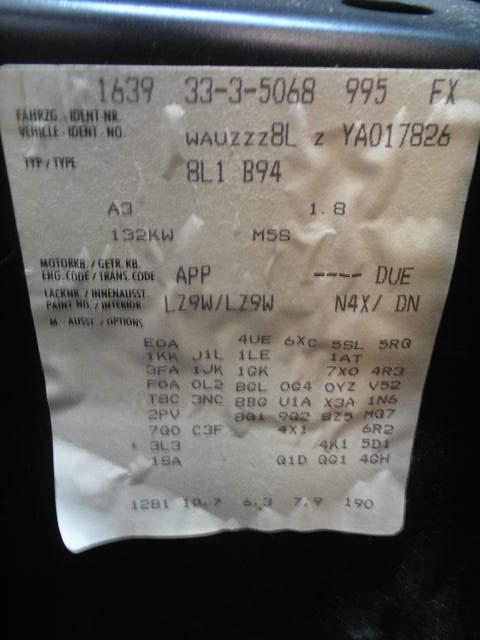 1639 33-3-5068 995 FX
FAHRZG.-IDENT-NR.
VEHICLE-IDENT-NO. WAUZZZ8L Z YA017826
TYP/TYPE 8L1 B94
A3 1.8
132KW M5S
MOTORKB./GETR.KB.
ENG.CODE/TRANS.CODE APP ---- DUE
LACKNR./INNENAUSST.
PAINT NO./INTERIOR LZ9W/LZ9W N4X/ DN
M.-AUSST./OPTIONS
E0A 4UE 6XC 5SL 5RQ
1KK J1L 1LE 1AT
3FA 1JK 1GK 7X0 4R3
F0A 0L2 8GL 0G4 0YZ V52
T8C 3NC 8BG U1A X3A 1N6
2PV 8Q1 9Q2 8Z5 MQ7
7Q0 C3F 4X1 6R2
3L3 4K1 5D1
1SA Q1D QG1 4GH
1281 10.7 6.3 7.9 190